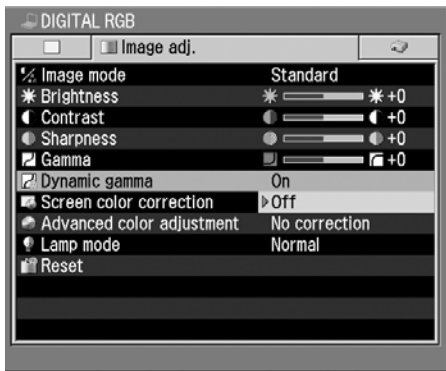 DIGITAL RGB
Image adj.
Image mode Standard
Brightness +0
Contrast +0
Sharpness +0
Gamma +0
Dynamic gamma On
Screen color correction Off
Advanced color adjustment No correction
Lamp mode Normal
Reset